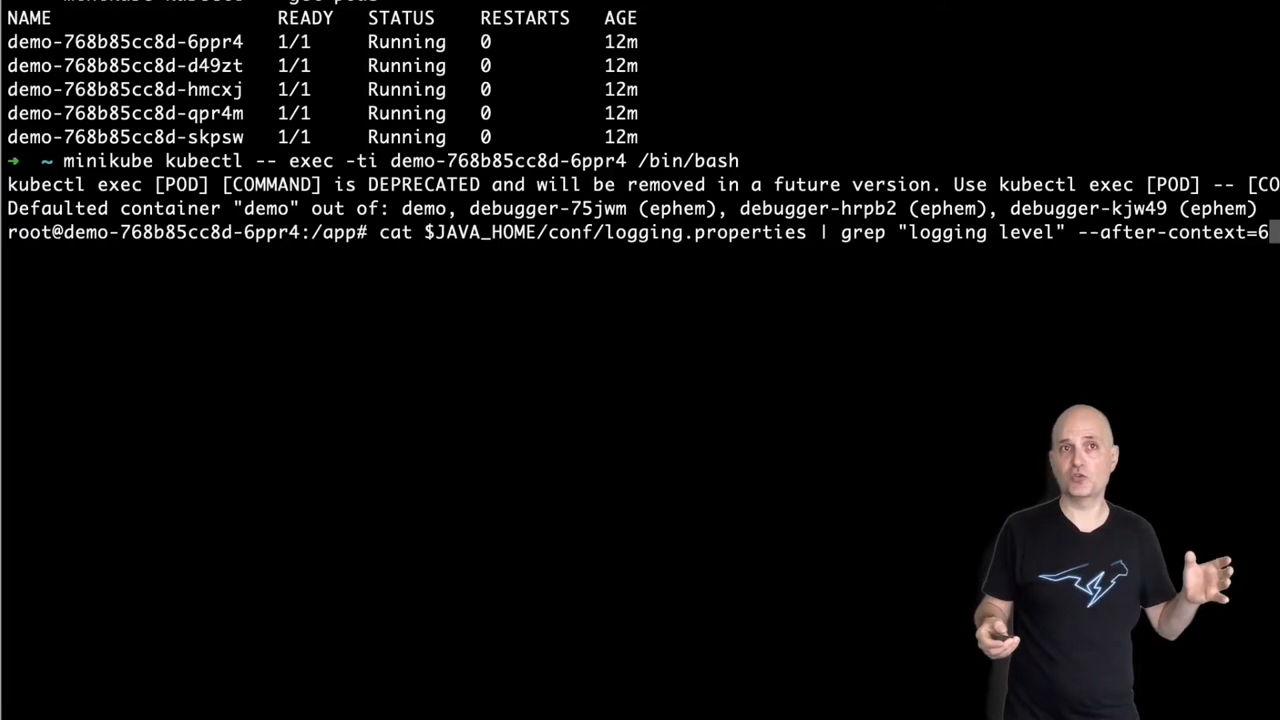 NAME READY STATUS RESTARTS AGE
demo-768b85cc8d-6ppr4 1/1 Running 0 12m
demo-768b85cc8d-d49zt 1/1 Running 0 12m
demo-768b85cc8d-hmcxj 1/1 Running 0 12m
demo-768b85cc8d-qpr4m 1/1 Running 0 12m
demo-768b85cc8d-skpsw 1/1 Running 0 12m
➜ ~ minikube kubectl -- exec -ti demo-768b85cc8d-6ppr4 /bin/bash
kubectl exec [POD] [COMMAND] is DEPRECATED and will be removed in a future version. Use kubectl exec [POD] -- [CO
Defaulted container "demo" out of: demo, debugger-75jwm (ephem), debugger-hrpb2 (ephem), debugger-kjw49 (ephem)
root@demo-768b85cc8d-6ppr4:/app# cat $JAVA_HOME/conf/logging.properties | grep "logging level" --after-context=6